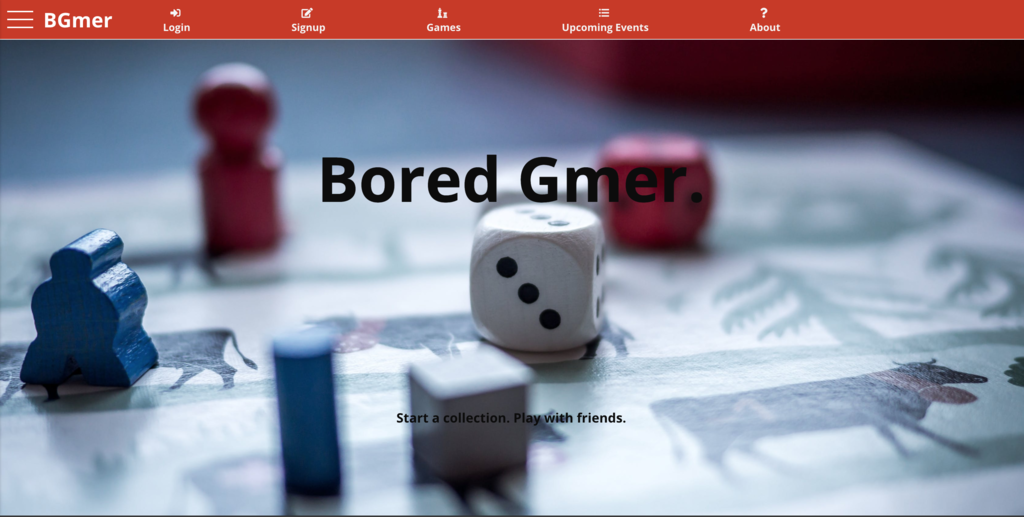 BGmer
Login
Signup
Games
Upcoming Events
About
Bored Gmer.
Start a collection. Play with friends.